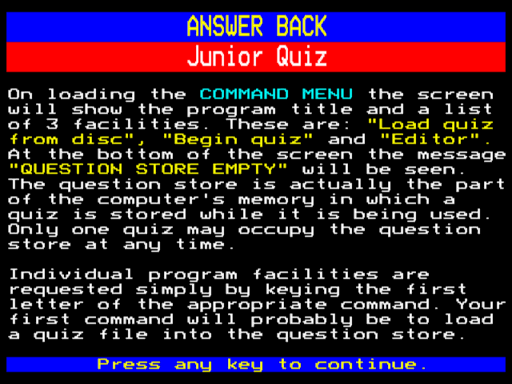 ANSWER BACK
Junior Quiz
On loading the COMMAND MENU the screen
will show the program title and a list
of 3 facilities. These are: "Load quiz
from disc", "Begin quiz" and "Editor".
At the bottom of the screen the message
"QUESTION STORE EMPTY" will be seen.
The question store is actually the part
of the computer's memory in which a
quiz is stored while it is being used.
Only one quiz may occupy the question
store at any time.
Individual program facilities are
requested simply by keying the first
letter of the appropriate command. Your
first command will probably be to load
a quiz file into the question store.
Press any key to continue.